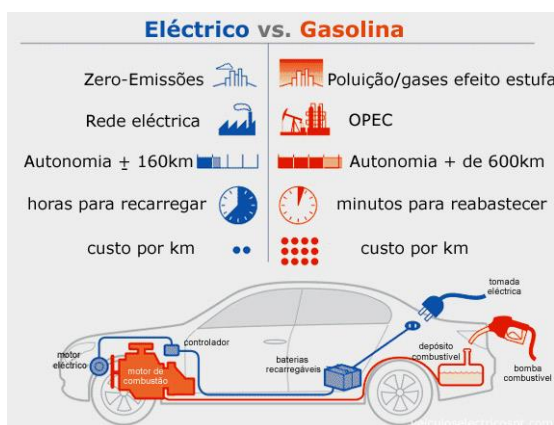 Eléctrico vs. Gasolina
Zero-Emissões
Poluição/gases efeito estufa
Rede eléctrica
OPEC
Autonomia ± 160km
Autonomia + de 600km
horas para recarregar
minutos para reabastecer
custo por km
custo por km
tomada
eléctrica
controlador
motor
eléctrico
motor de
combustão
baterias
recarregáveis
depósito
combustivel
bomba
combustivel